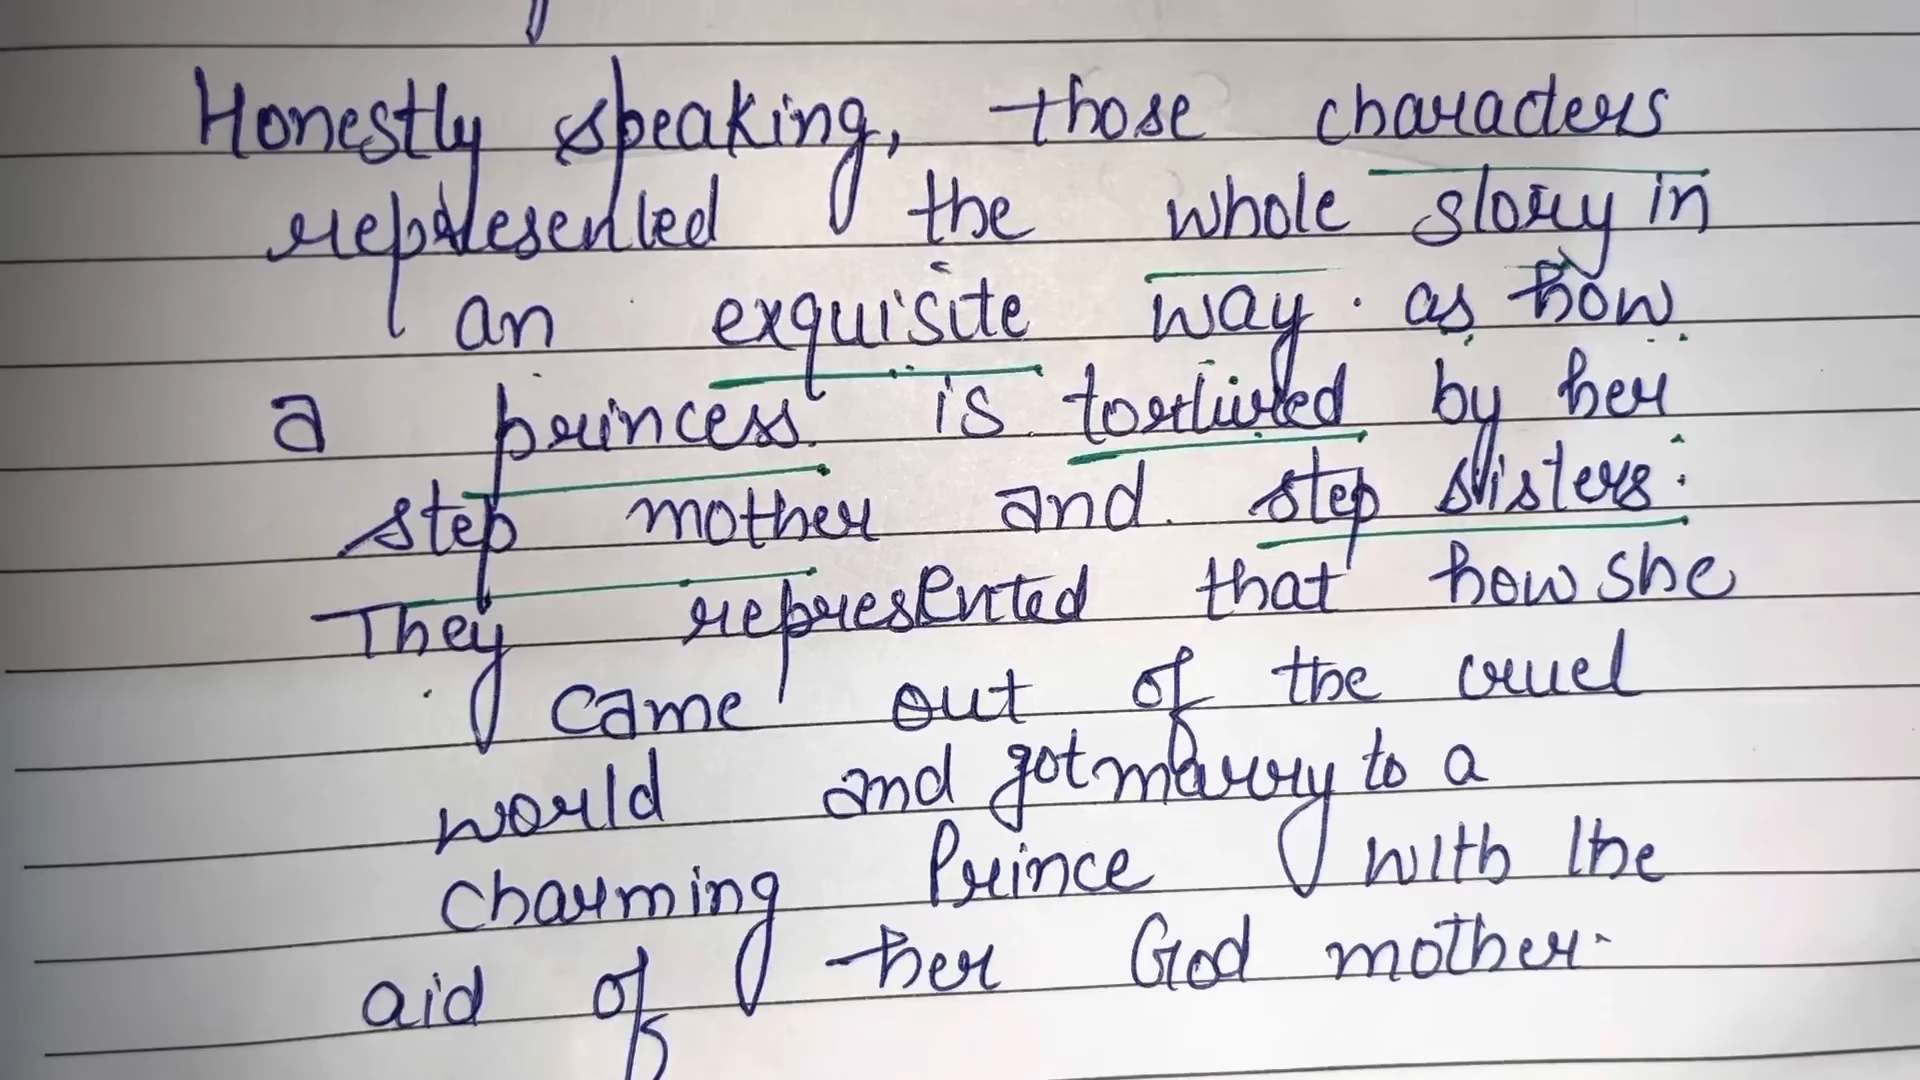 Honestly speaking, those characters
represented the whole story in
an exquisite way. as how
a princess is tortured by her
step mother and step sisters.
They represented that how she
came out of the cruel
world and got marry to a
charming Prince with the
aid of her God mother.